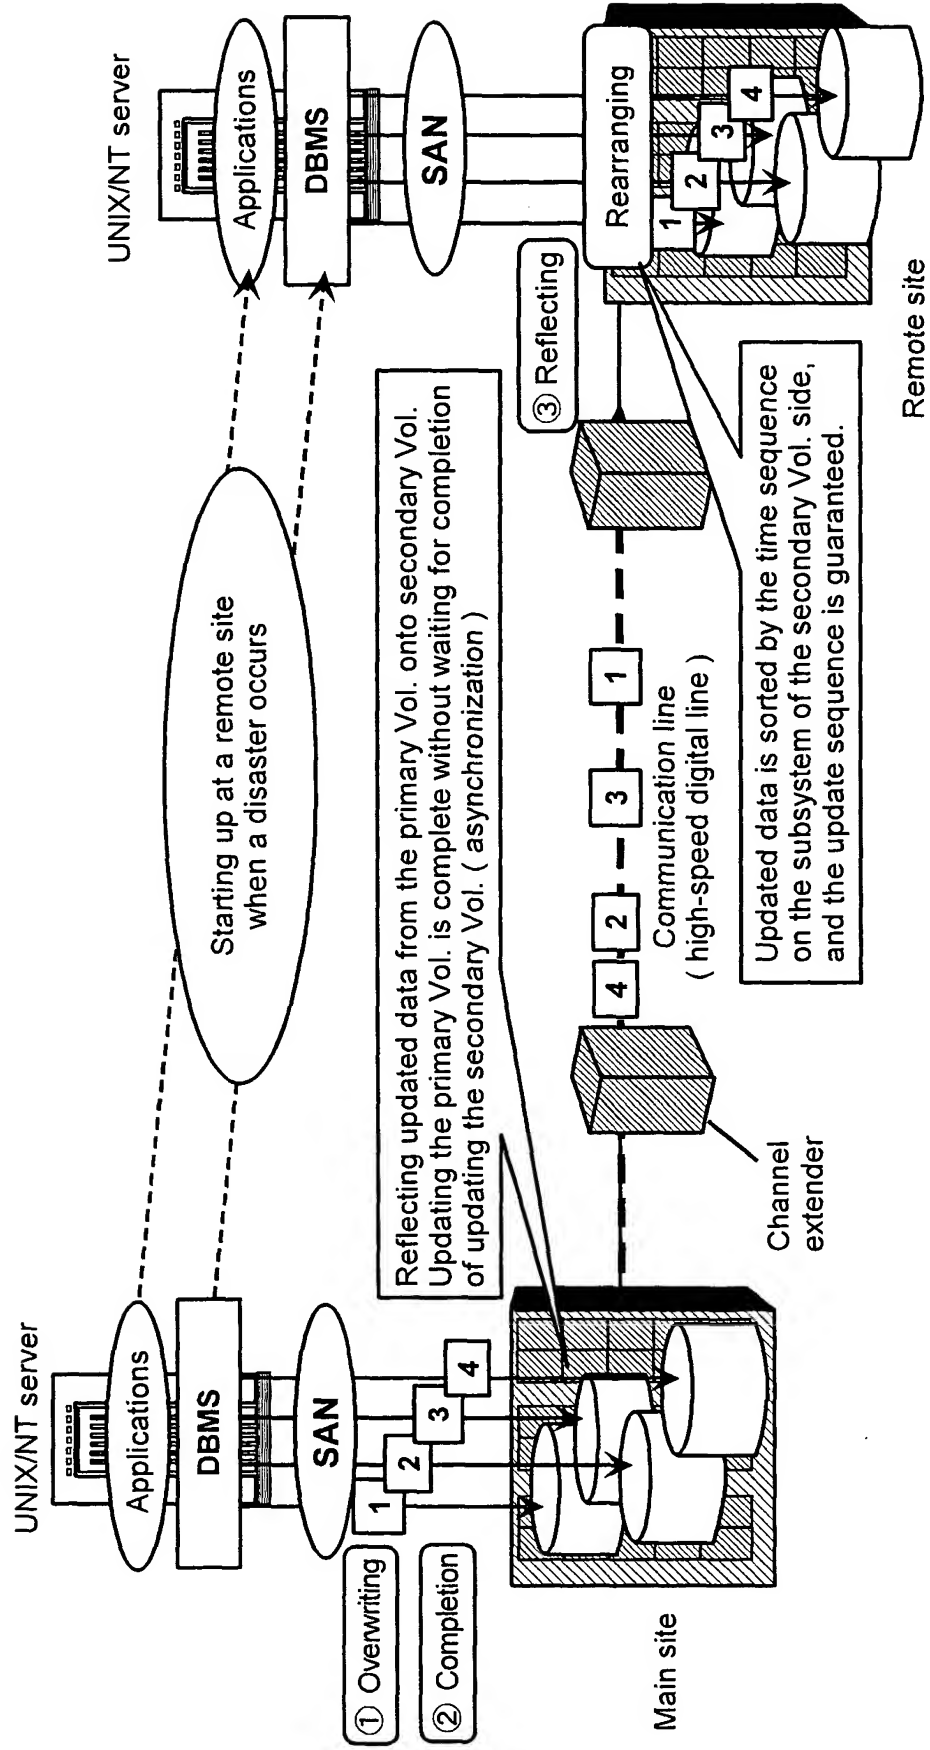 UNIX/NT server
Applications
DBMS
SAN
1
2
3
4
① Overwriting
② Completion
Main site
Starting up at a remote site
when a disaster occurs
Reflecting updated data from the primary Vol. onto secondary Vol.
Updating the primary Vol. is complete without waiting for completion
of updating the secondary Vol. ( asynchronization )
Channel
extender
4
2
3
1
Communication line
( high-speed digital line )
UNIX/NT server
Applications
DBMS
SAN
③ Reflecting
Rearranging
1
2
3
4
Updated data is sorted by the time sequence
on the subsystem of the secondary Vol. side,
and the update sequence is guaranteed.
Remote site